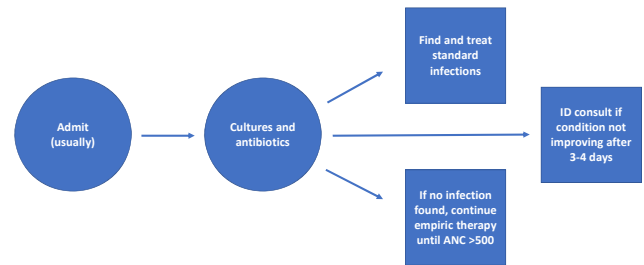 Admit
(usually)
Cultures and
antibiotics
Find and treat
standard
infections
ID consult if
condition not
improving after
3-4 days
If no infection
found, continue
empiric therapy
until ANC >500